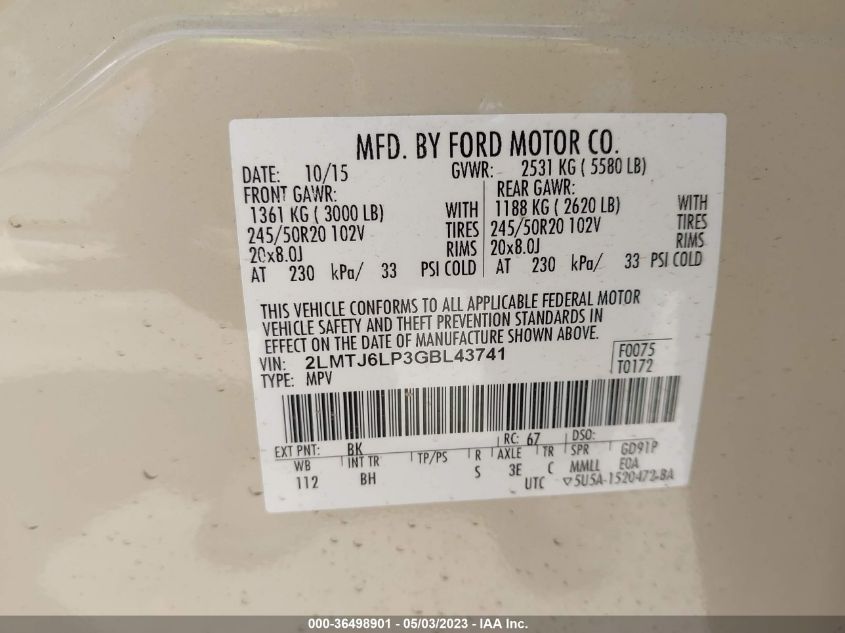 MFD. BY FORD MOTOR CO.
DATE: 10/15 GVWR: 2531 KG ( 5580 LB)
FRONT GAWR: REAR GAWR:
1361 KG ( 3000 LB) WITH 1188 KG ( 2620 LB) WITH
245/50R20 102V TIRES 245/50R20 102V TIRES
20x8.0J RIMS 20x8.0J RIMS
AT 230 kPa/ 33 PSI COLD AT 230 kPa/ 33 PSI COLD
THIS VEHICLE CONFORMS TO ALL APPLICABLE FEDERAL MOTOR
VEHICLE SAFETY AND THEFT PREVENTION STANDARDS IN
EFFECT ON THE DATE OF MANUFACTURE SHOWN ABOVE.
VIN: 2LMTJ6LP3GBL43741 F0075
TYPE: MPV T0172
EXT PNT: BK RC: 67 DSO:
WB INT TR TP/PS R AXLE TR SPR GD91P
112 BH S 3E C MMLL EOA
UTC ▽5U5A-1520472-BA
2-36498901 - 05/03/2023 - IAA Inc.